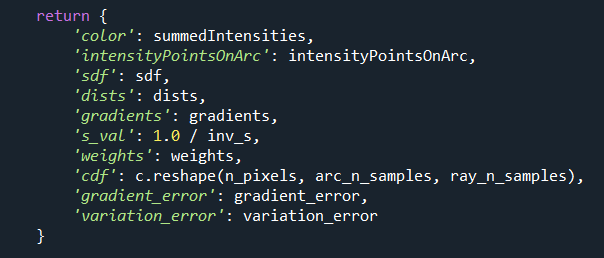 return {
    'color': summedIntensities,
    'intensityPointsOnArc': intensityPointsOnArc,
    'sdf': sdf,
    'dists': dists,
    'gradients': gradients,
    's_val': 1.0 / inv_s,
    'weights': weights,
    'cdf': c.reshape(n_pixels, arc_n_samples, ray_n_samples),
    'gradient_error': gradient_error,
    'variation_error': variation_error
}